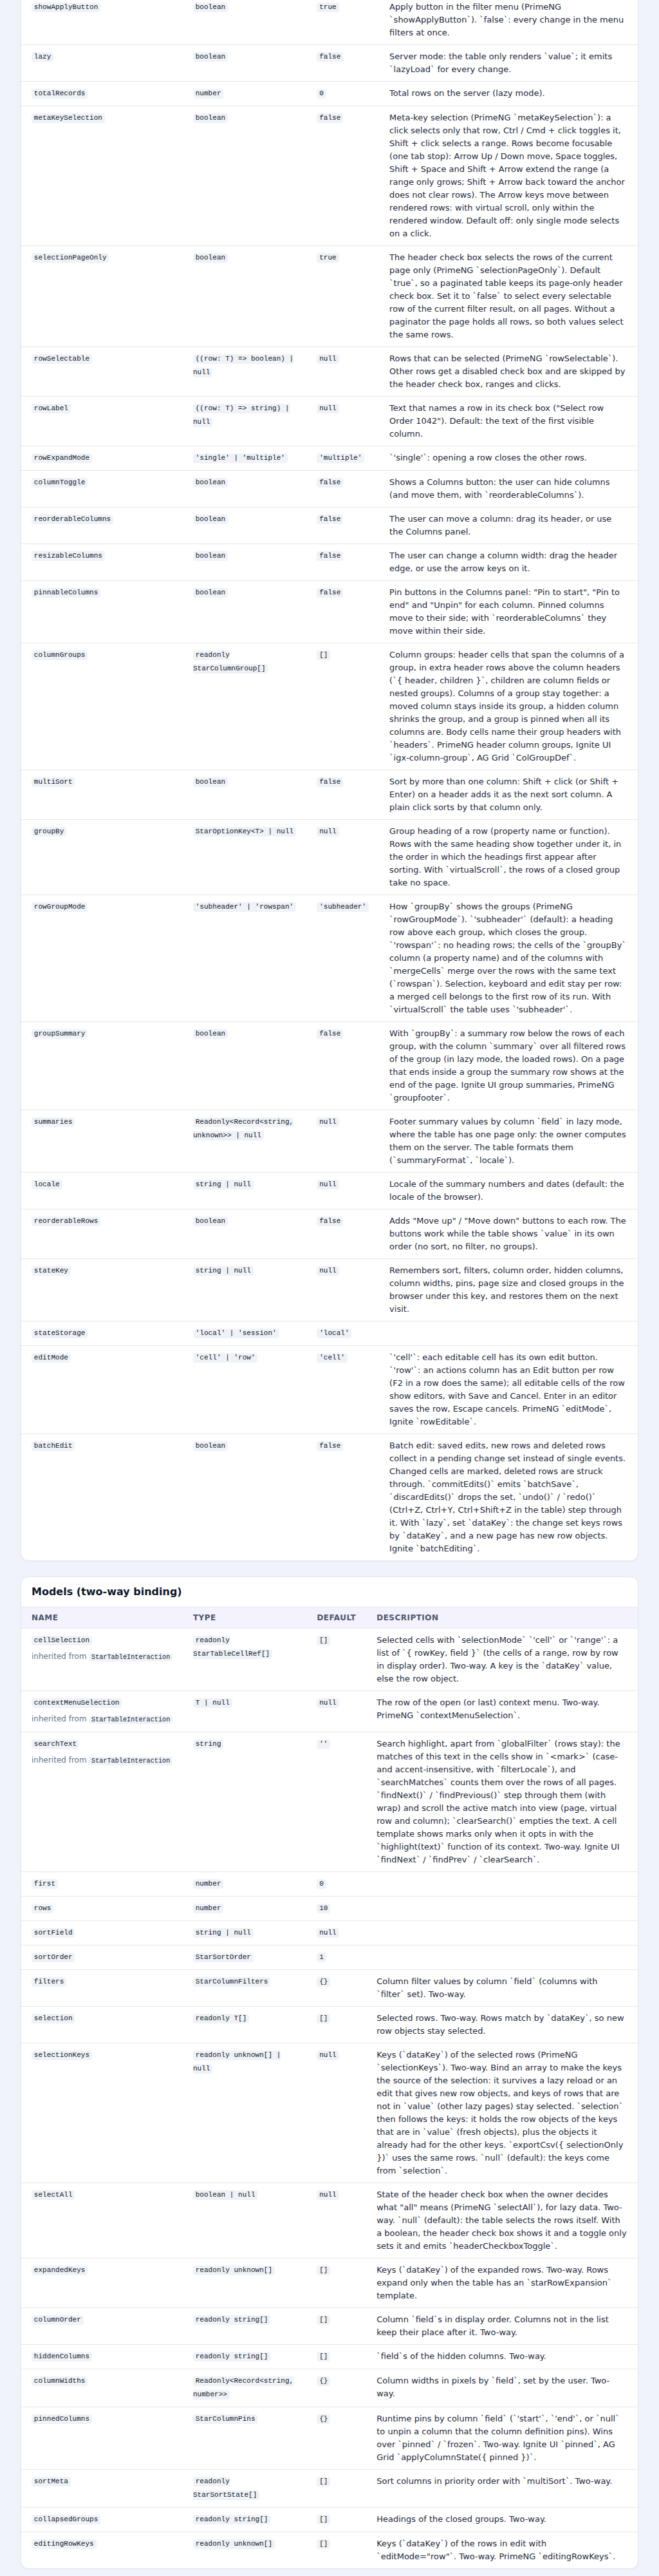 showApplyButton boolean true Apply button in the filter menu (PrimeNG
`showApplyButton`). `false`: every change in the menu
filters at once.
lazy boolean false Server mode: the table only renders `value`; it emits
`lazyLoad` for every change.
totalRecords number 0 Total rows on the server (lazy mode).
metaKeySelection boolean false Meta-key selection (PrimeNG `metaKeySelection`): a
click selects only that row, Ctrl / Cmd + click toggles it,
Shift + click selects a range. Rows become focusable
(one tab stop): Arrow Up / Down move, Space toggles,
Shift + Space and Shift + Arrow extend the range (a
range only grows; Shift + Arrow back toward the anchor
does not clear rows). The Arrow keys move between
rendered rows: with virtual scroll, only within the
rendered window. Default off: only single mode selects
on a click.
selectionPageOnly boolean true The header check box selects the rows of the current
page only (PrimeNG `selectionPageOnly`). Default
`true`, so a paginated table keeps its page-only header
check box. Set it to `false` to select every selectable
row of the current filter result, on all pages. Without a
paginator the page holds all rows, so both values select
the same rows.
rowSelectable ((row: T) => boolean) | null Rows that can be selected (PrimeNG `rowSelectable`).
null Other rows get a disabled check box and are skipped by
the header check box, ranges and clicks.
rowLabel ((row: T) => string) | null Text that names a row in its check box ("Select row
null Order 1042"). Default: the text of the first visible
column.
rowExpandMode 'single' | 'multiple' 'multiple' `'single'`: opening a row closes the other rows.
columnToggle boolean false Shows a Columns button: the user can hide columns
(and move them, with `reorderableColumns`).
reorderableColumns boolean false The user can move a column: drag its header, or use
the Columns panel.
resizableColumns boolean false The user can change a column width: drag the header
edge, or use the arrow keys on it.
pinnableColumns boolean false Pin buttons in the Columns panel: "Pin to start", "Pin to
end" and "Unpin" for each column. Pinned columns
move to their side; with `reorderableColumns` they
move within their side.
columnGroups readonly [] Column groups: header cells that span the columns of a
StarColumnGroup[] group, in extra header rows above the column headers
(`{ header, children }`, children are column fields or
nested groups). Columns of a group stay together: a
moved column stays inside its group, a hidden column
shrinks the group, and a group is pinned when all its
columns are. Body cells name their group headers with
`headers`. PrimeNG header column groups, Ignite UI
`igx-column-group`, AG Grid `ColGroupDef`.
multiSort boolean false Sort by more than one column: Shift + click (or Shift +
Enter) on a header adds it as the next sort column. A
plain click sorts by that column only.
groupBy StarOptionKey<T> | null null Group heading of a row (property name or function).
Rows with the same heading show together under it, in
the order in which the headings first appear after
sorting. With `virtualScroll`, the rows of a closed group
take no space.
rowGroupMode 'subheader' | 'rowspan' 'subheader' How `groupBy` shows the groups (PrimeNG
`rowGroupMode`). `'subheader'` (default): a heading
row above each group, which closes the group.
`'rowspan'`: no heading rows; the cells of the `groupBy`
column (a property name) and of the columns with
`mergeCells` merge over the rows with the same text
(`rowspan`). Selection, keyboard and edit stay per row:
a merged cell belongs to the first row of its run. With
`virtualScroll` the table uses `'subheader'`.
groupSummary boolean false With `groupBy`: a summary row below the rows of each
group, with the column `summary` over all filtered rows
of the group (in lazy mode, the loaded rows). On a page
that ends inside a group the summary row shows at the
end of the page. Ignite UI group summaries, PrimeNG
`groupfooter`.
summaries Readonly<Record<string, null Footer summary values by column `field` in lazy mode,
unknown>> | null where the table has one page only: the owner computes
them on the server. The table formats them
(`summaryFormat`, `locale`).
locale string | null null Locale of the summary numbers and dates (default: the
locale of the browser).
reorderableRows boolean false Adds "Move up" / "Move down" buttons to each row. The
buttons work while the table shows `value` in its own
order (no sort, no filter, no groups).
stateKey string | null null Remembers sort, filters, column order, hidden columns,
column widths, pins, page size and closed groups in the
browser under this key, and restores them on the next
visit.
stateStorage 'local' | 'session' 'local'
editMode 'cell' | 'row' 'cell' `'cell'`: each editable cell has its own edit button.
`'row'`: an actions column has an Edit button per row
(F2 in a row does the same); all editable cells of the row
show editors, with Save and Cancel. Enter in an editor
saves the row, Escape cancels. PrimeNG `editMode`,
Ignite `rowEditable`.
batchEdit boolean false Batch edit: saved edits, new rows and deleted rows
collect in a pending change set instead of single events.
Changed cells are marked, deleted rows are struck
through. `commitEdits()` emits `batchSave`,
`discardEdits()` drops the set, `undo()` / `redo()`
(Ctrl+Z, Ctrl+Y, Ctrl+Shift+Z in the table) step through
it. With `lazy`, set `dataKey`: the change set keys rows
by `dataKey`, and a new page has new row objects.
Ignite `batchEditing`.
Models (two-way binding)
NAME TYPE DEFAULT DESCRIPTION
cellSelection readonly [] Selected cells with `selectionMode` `'cell'` or `'range'`: a
inherited from StarTableInteraction StarTableCellRef[] list of `{ rowKey, field }` (the cells of a range, row by row
in display order). Two-way. A key is the `dataKey` value,
else the row object.
contextMenuSelection T | null null The row of the open (or last) context menu. Two-way.
inherited from StarTableInteraction PrimeNG `contextMenuSelection`.
searchText string '' Search highlight, apart from `globalFilter` (rows stay): the
inherited from StarTableInteraction matches of this text in the cells show in `<mark>` (case-
and accent-insensitive, with `filterLocale`), and
`searchMatches` counts them over the rows of all pages.
`findNext()` / `findPrevious()` step through them (with
wrap) and scroll the active match into view (page, virtual
row and column); `clearSearch()` empties the text. A cell
template shows marks only when it opts in with the
`highlight(text)` function of its context. Two-way. Ignite UI
`findNext` / `findPrev` / `clearSearch`.
first number 0
rows number 10
sortField string | null null
sortOrder StarSortOrder 1
filters StarColumnFilters {} Column filter values by column `field` (columns with
`filter` set). Two-way.
selection readonly T[] [] Selected rows. Two-way. Rows match by `dataKey`, so new
row objects stay selected.
selectionKeys readonly unknown[] | null Keys (`dataKey`) of the selected rows (PrimeNG
null `selectionKeys`). Two-way. Bind an array to make the keys
the source of the selection: it survives a lazy reload or an
edit that gives new row objects, and keys of rows that are
not in `value` (other lazy pages) stay selected. `selection`
then follows the keys: it holds the row objects of the keys
that are in `value` (fresh objects), plus the objects it
already had for the other keys. `exportCsv({ selectionOnly
})` uses the same rows. `null` (default): the keys come
from `selection`.
selectAll boolean | null null State of the header check box when the owner decides
what "all" means (PrimeNG `selectAll`), for lazy data. Two-
way. `null` (default): the table selects the rows itself. With
a boolean, the header check box shows it and a toggle only
sets it and emits `headerCheckboxToggle`.
expandedKeys readonly unknown[] [] Keys (`dataKey`) of the expanded rows. Two-way. Rows
expand only when the table has an `starRowExpansion`
template.
columnOrder readonly string[] [] Column `field`s in display order. Columns not in the list
keep their place after it. Two-way.
hiddenColumns readonly string[] [] `field`s of the hidden columns. Two-way.
columnWidths Readonly<Record<string, {} Column widths in pixels by `field`, set by the user. Two-
number>> way.
pinnedColumns StarColumnPins {} Runtime pins by column `field` (`'start'`, `'end'`, or `null`
to unpin a column that the column definition pins). Wins
over `pinned` / `frozen`. Two-way. Ignite UI `pinned`, AG
Grid `applyColumnState({ pinned })`.
sortMeta readonly [] Sort columns in priority order with `multiSort`. Two-way.
StarSortState[]
collapsedGroups readonly string[] [] Headings of the closed groups. Two-way.
editingRowKeys readonly unknown[] [] Keys (`dataKey`) of the rows in edit with
`editMode="row"`. Two-way. PrimeNG `editingRowKeys`.